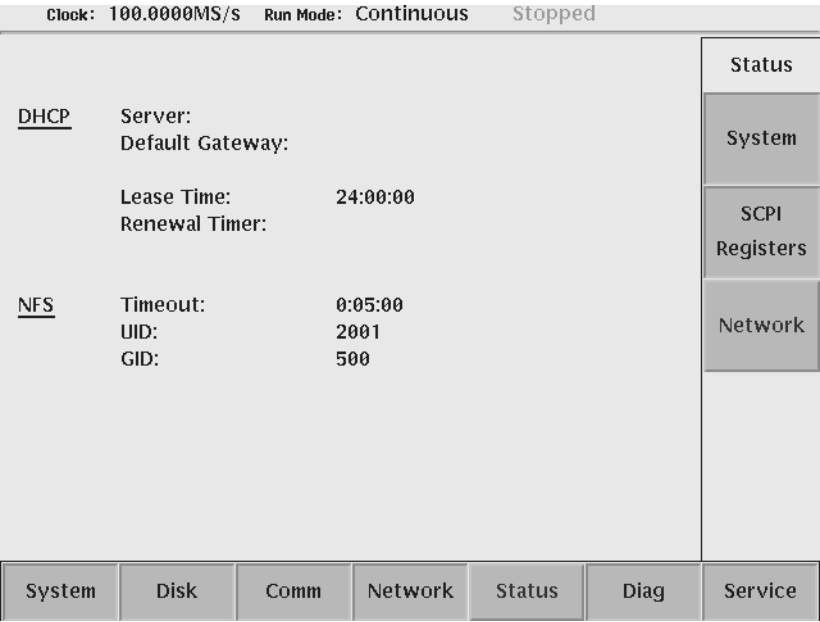 Clock: 100.0000MS/s Run Mode: Continuous Stopped
Status
DHCP Server:
Default Gateway:
Lease Time: 24:00:00
Renewal Timer:
NFS Timeout: 0:05:00
UID: 2001
GID: 500
System
SCPI
Registers
Network
System Disk Comm Network Status Diag Service